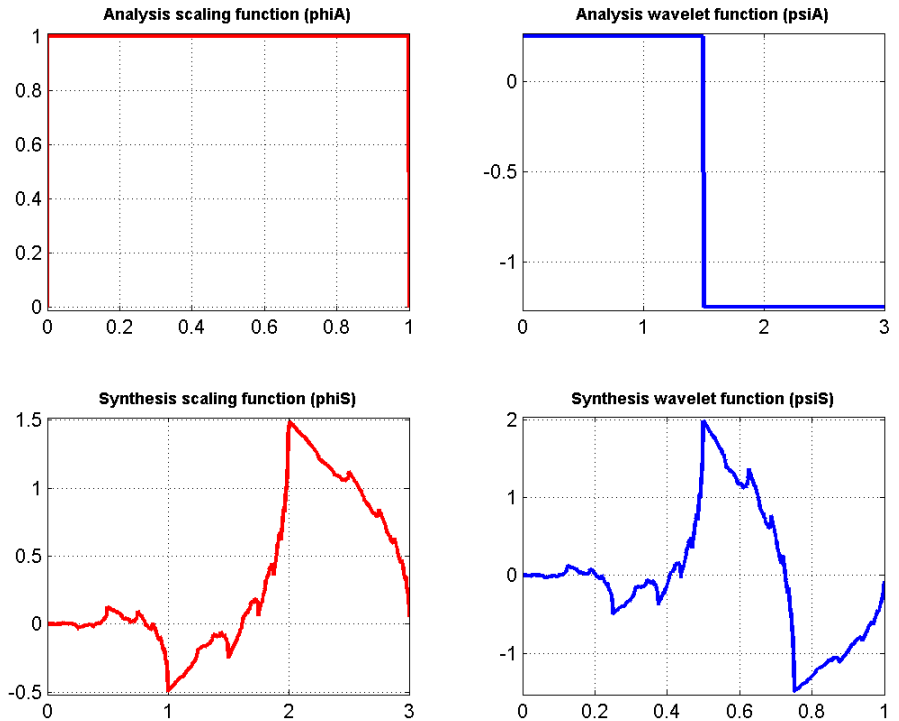 Analysis scaling function (phiA)
1
0.8
0.6
0.4
0.2
0
0 0.2 0.4 0.6 0.8 1
Analysis wavelet function (psiA)
0
-0.5
-1
0 1 2 3
Synthesis scaling function (phiS)
1.5
1
0.5
0
-0.5
0 1 2 3
Synthesis wavelet function (psiS)
2
1
0
-1
0 0.2 0.4 0.6 0.8 1